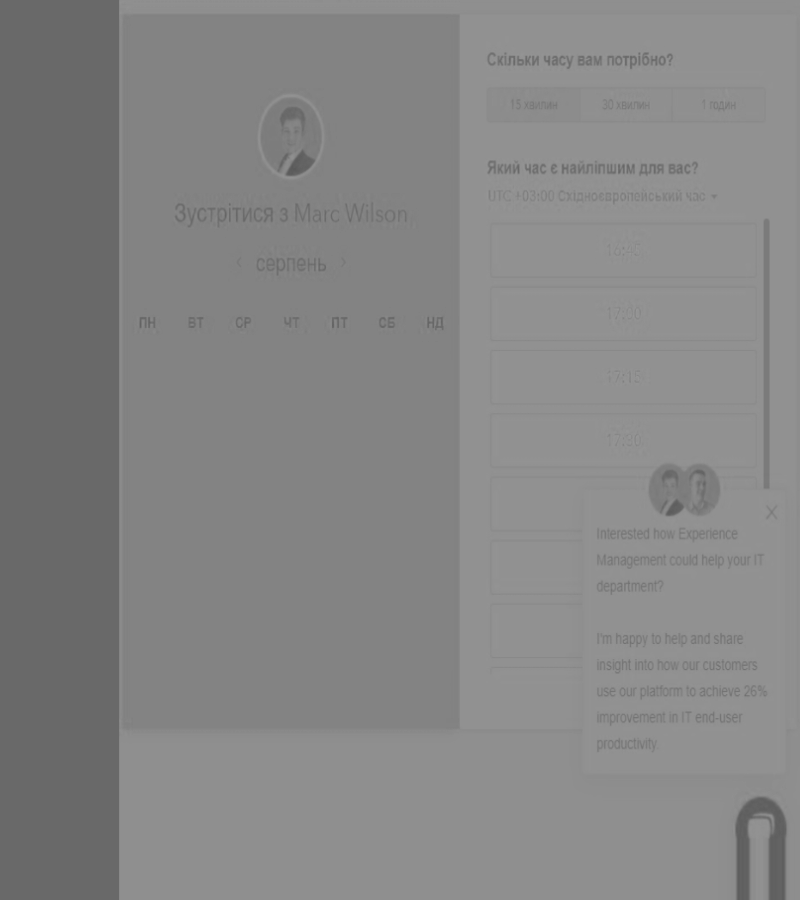 Зустрітися з Marc Wilson
серпень
ПН ВТ СР ЧТ ПТ СБ НД
Скільки часу вам потрібно?
15 хвилин 30 хвилин 1 годин
Який час є найліпшим для вас?
UTC +03:00 Східноєвропейський час
16:45
17:00
17:15
17:30
Interested how Experience
Management could help your IT
department?
I'm happy to help and share
insight into how our customers
use our platform to achieve 26%
improvement in IT end-user
productivity.